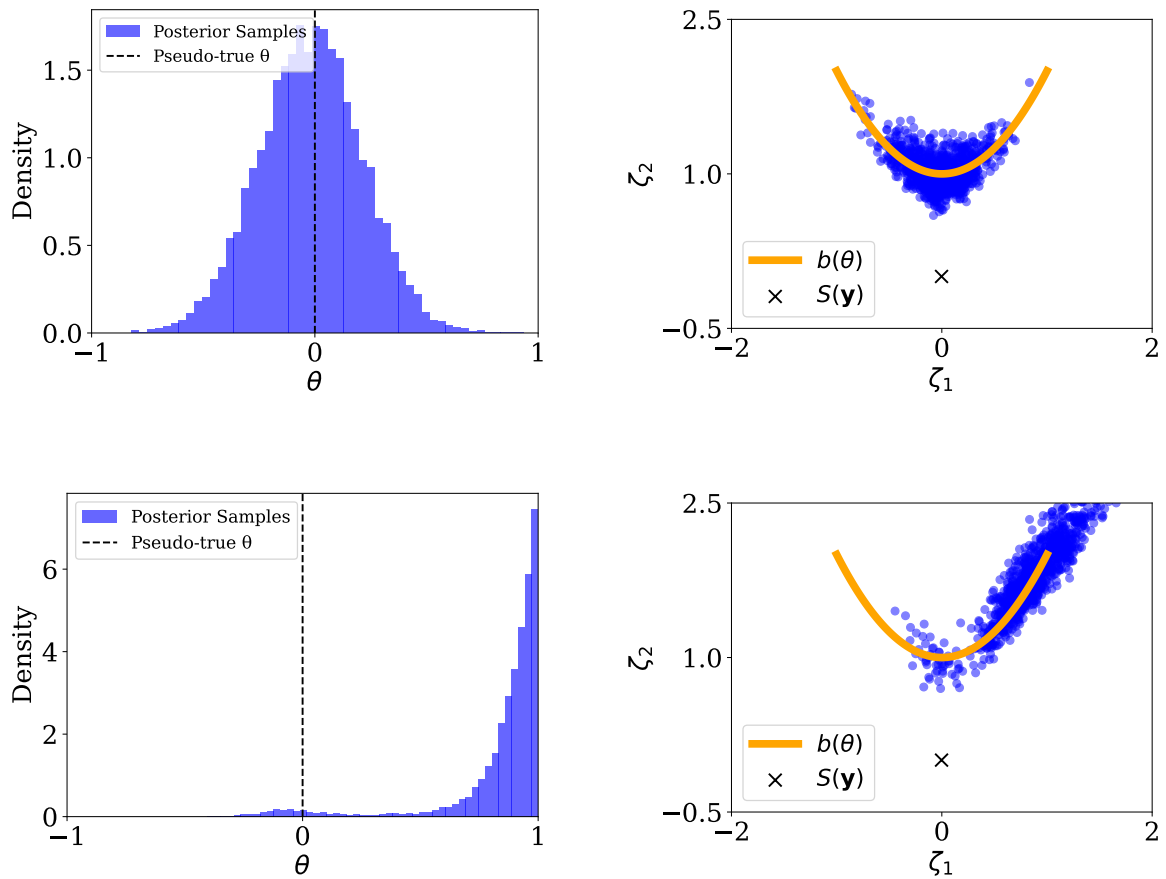 Posterior Samples
Pseudo-true θ
Density
0.0
0.5
1.0
1.5
−1
0
1
θ
2.5
1.0
−0.5
ζ₂
b(θ)
S(y)
−2
0
2
ζ₁
Posterior Samples
Pseudo-true θ
Density
0
2
4
6
−1
0
1
θ
2.5
1.0
−0.5
ζ₂
b(θ)
S(y)
−2
0
2
ζ₁